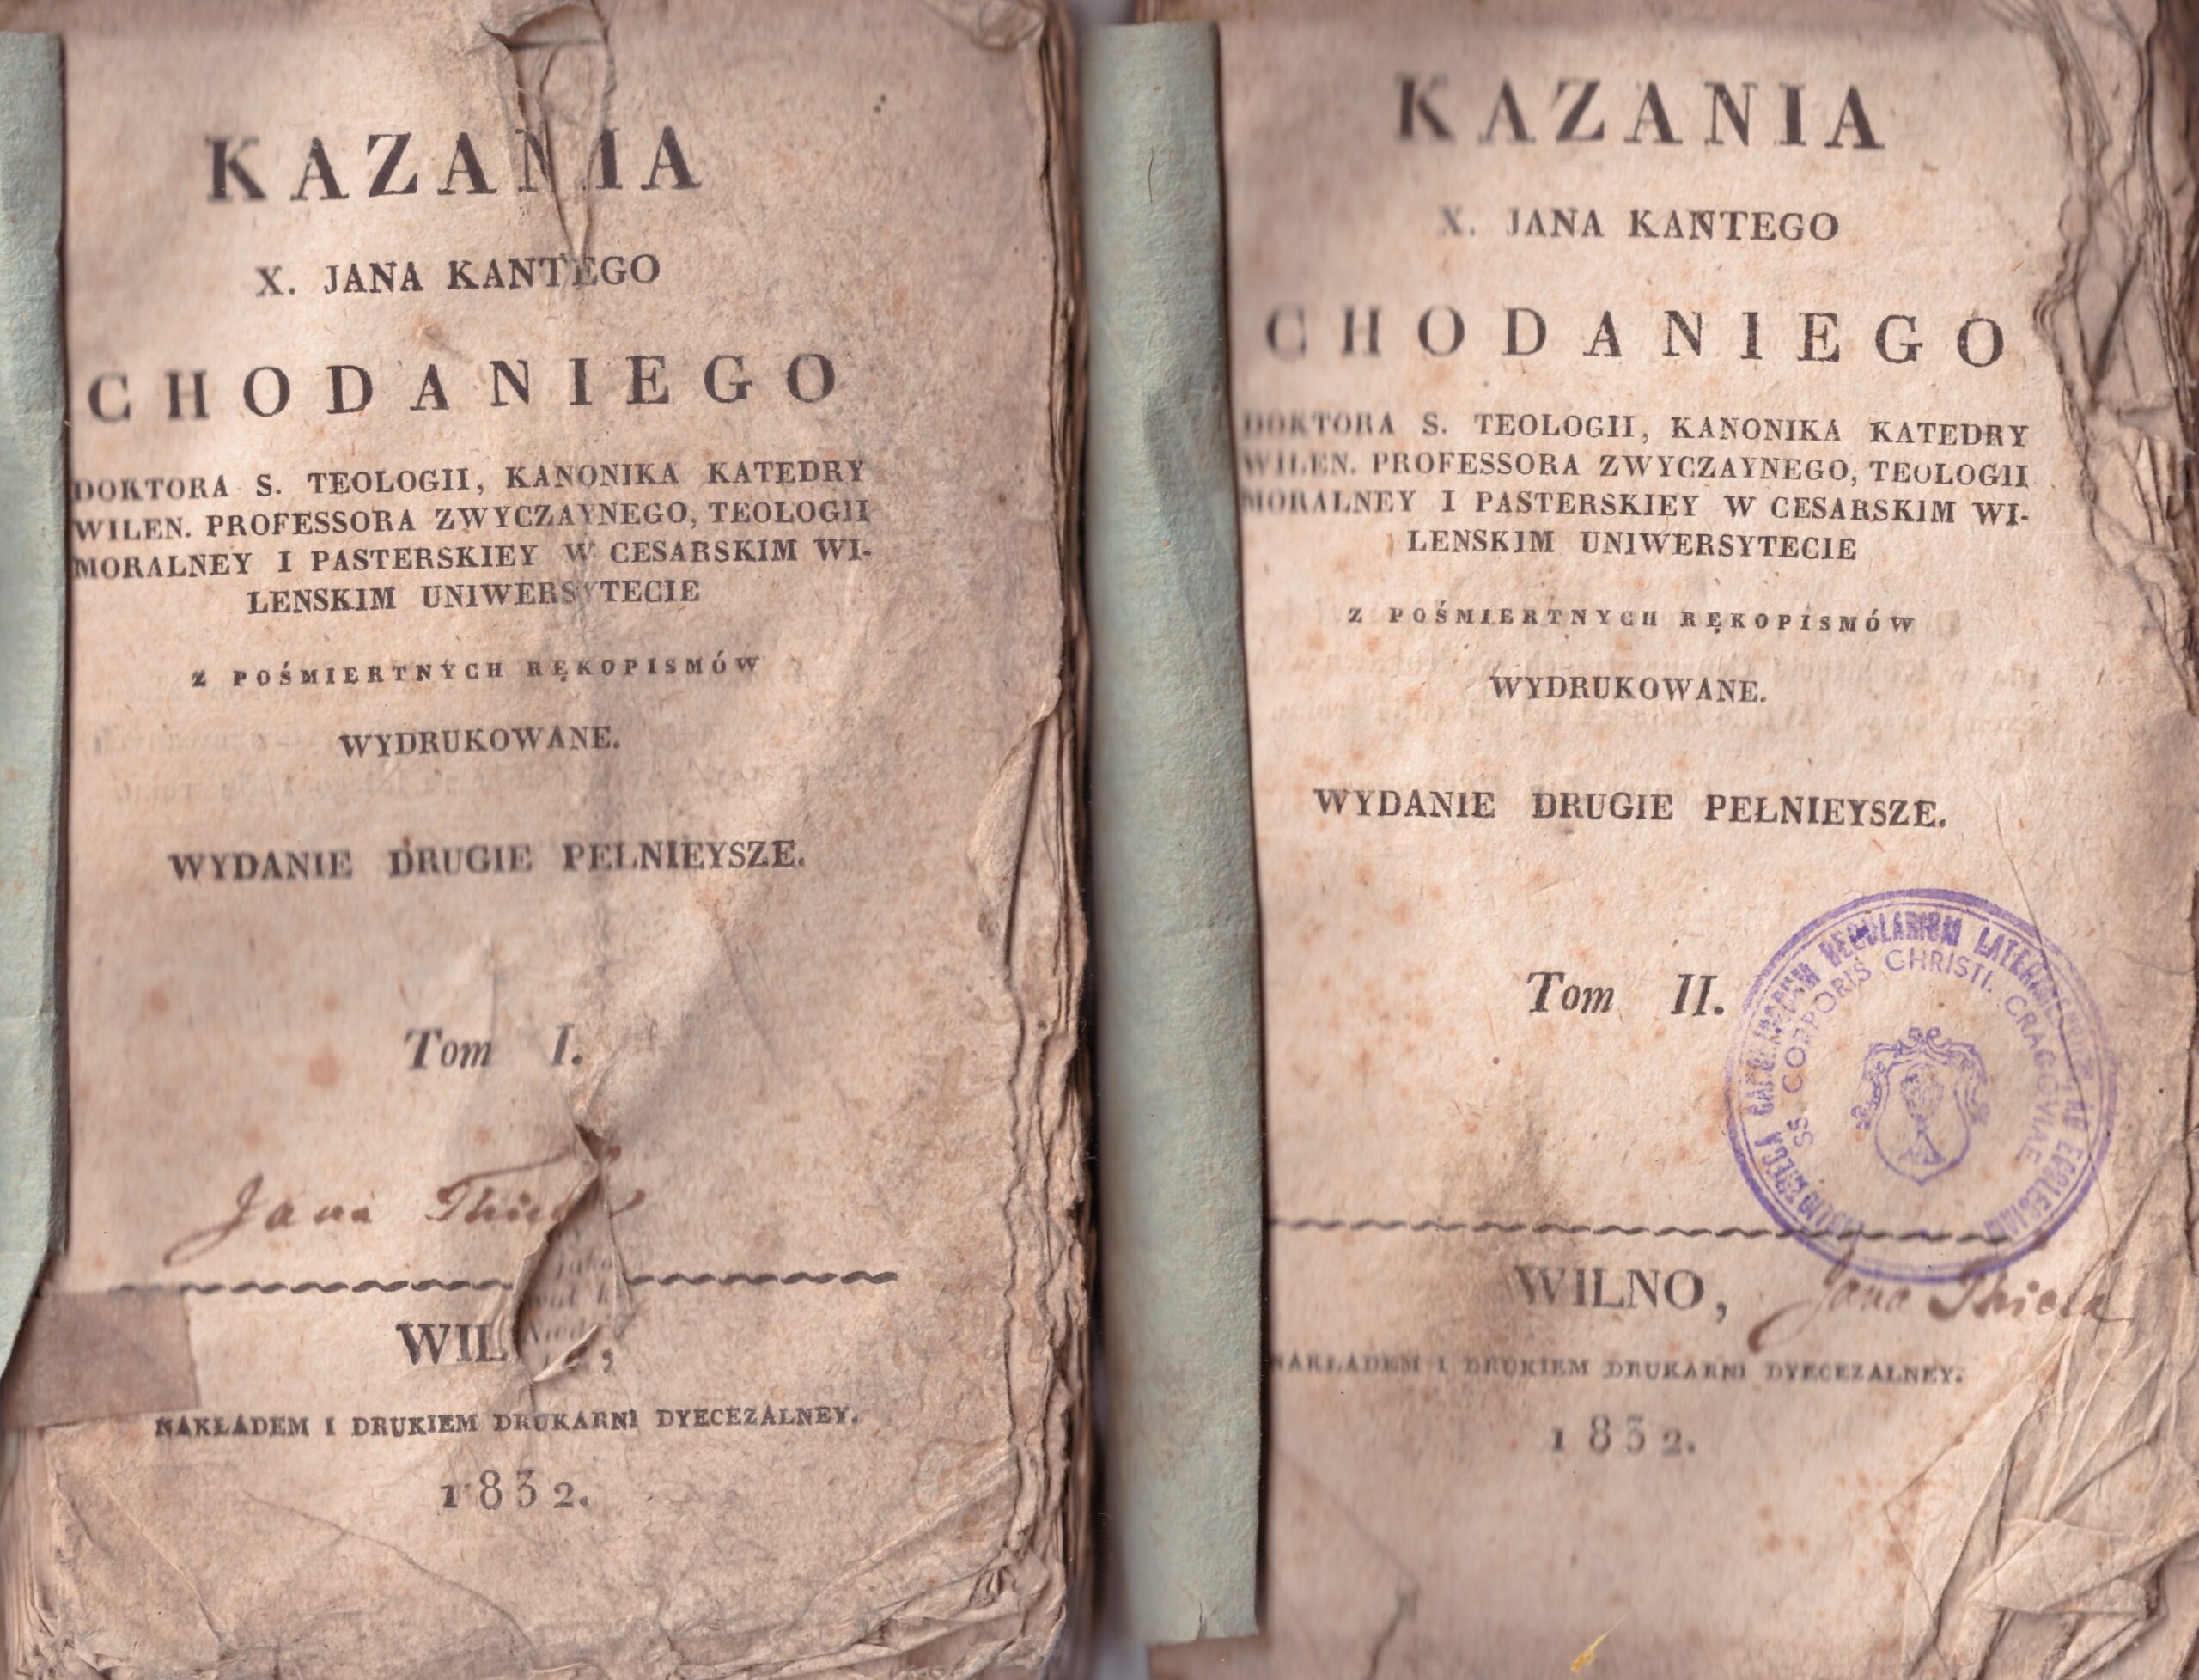 KAZANIA
X. JANA KANTEGO
CHODANIEGO
DOKTORA S. TEOLOGII, KANONIKA KATEDRY
WILEN. PROFESSORA ZWYCZAYNEGO, TEOLOGII
MORALNEY I PASTERSKIEY W CESARSKIM WI-
LENSKIM UNIWERSYTECIE
Z POŚMIERTNYCH RĘKOPISMÓW
WYDRUKOWANE.
WYDANIE DRUGIE PEŁNIEYSZE.
Tom I.
Jana
WIL ,
NAKŁADEM I DRUKIEM DRUKARNI DYECEZALNEY.
1832.
KAZANIA
X. JANA KANTEGO
CHODANIEGO
DOKTORA S. TEOLOGII, KANONIKA KATEDRY
WILEN. PROFESSORA ZWYCZAYNEGO, TEOLOGII
MORALNEY I PASTERSKIEY W CESARSKIM WI-
LENSKIM UNIWERSYTECIE
Z POŚMIERTNYCH RĘKOPISMÓW
WYDRUKOWANE.
WYDANIE DRUGIE PEŁNIEYSZE.
Tom II.
REGULARIUM LATERANENSIUM
SS CORPORIS CHRISTI. CRACOVIAE
WILNO,
Jana
NAKŁADEM I DRUKIEM DRUKARNI DYECEZALNEY.
1832.